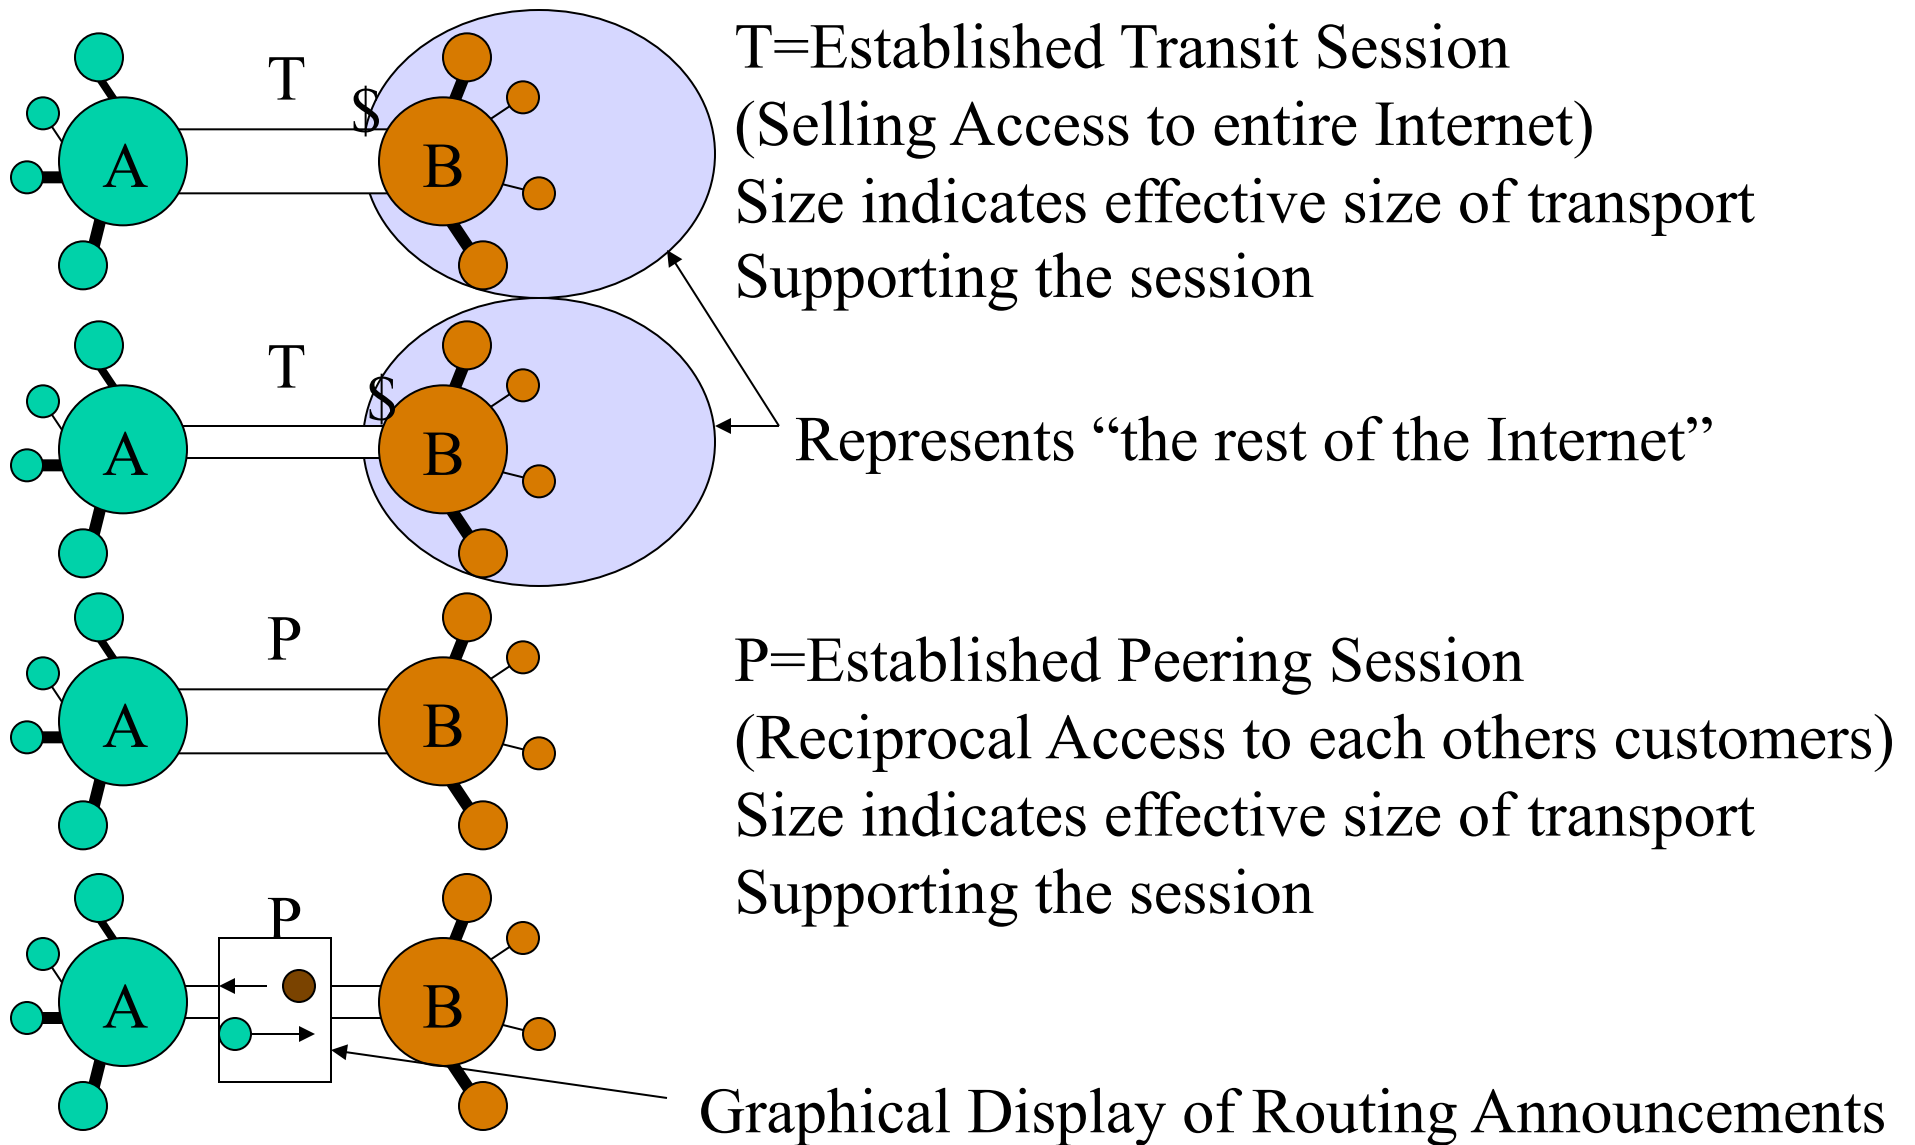 T
$
A
B
T=Established Transit Session
(Selling Access to entire Internet)
Size indicates effective size of transport
Supporting the session
T
$
A
B
Represents “the rest of the Internet”
P
A
B
P=Established Peering Session
(Reciprocal Access to each others customers)
Size indicates effective size of transport
Supporting the session
P
A
B
Graphical Display of Routing Announcements